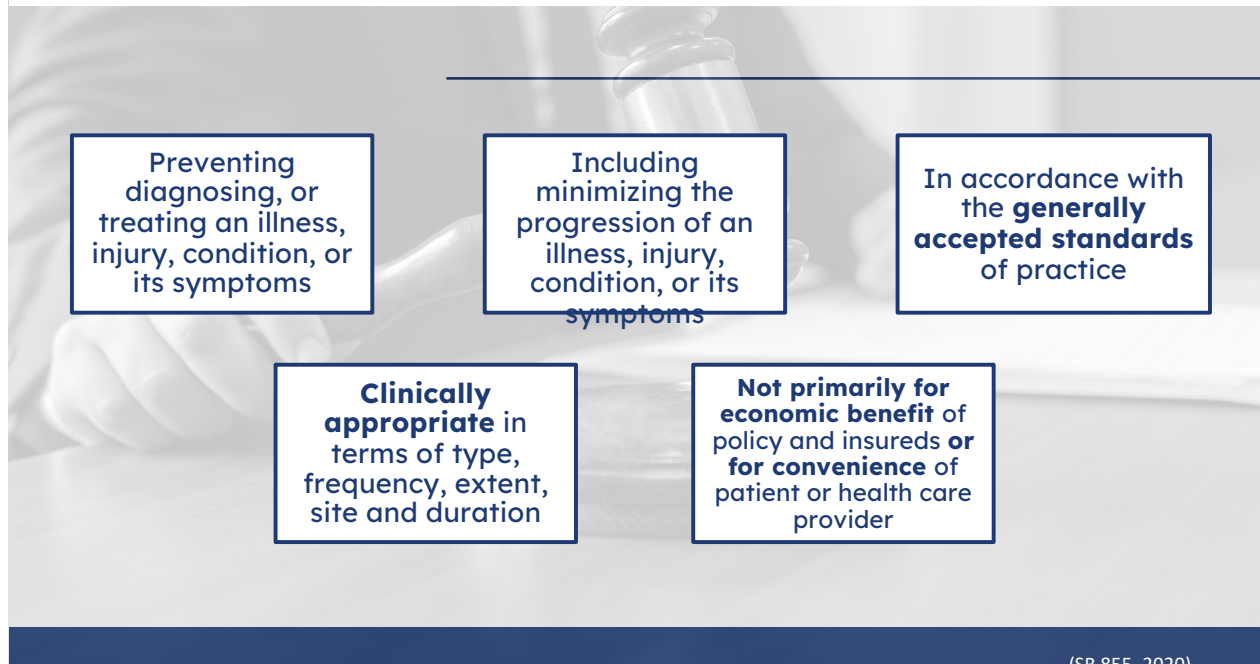 Preventing
diagnosing, or
treating an illness,
injury, condition, or
its symptoms
Including
minimizing the
progression of an
illness, injury,
condition, or its
symptoms
In accordance with
the generally
accepted standards
of practice
Clinically
appropriate in
terms of type,
frequency, extent,
site and duration
Not primarily for
economic benefit of
policy and insureds or
for convenience of
patient or health care
provider
(SB 855, 2020)